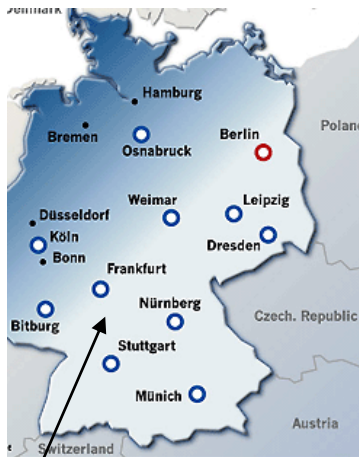 Denmark
Hamburg
Bremen
Osnabruck
Berlin
Polan
Weimar
Leipzig
Düsseldorf
Köln
Dresden
Bonn
Frankfurt
Nürnberg
Bitburg
Czech. Republic
Stuttgart
Münich
Austria
Switzerland